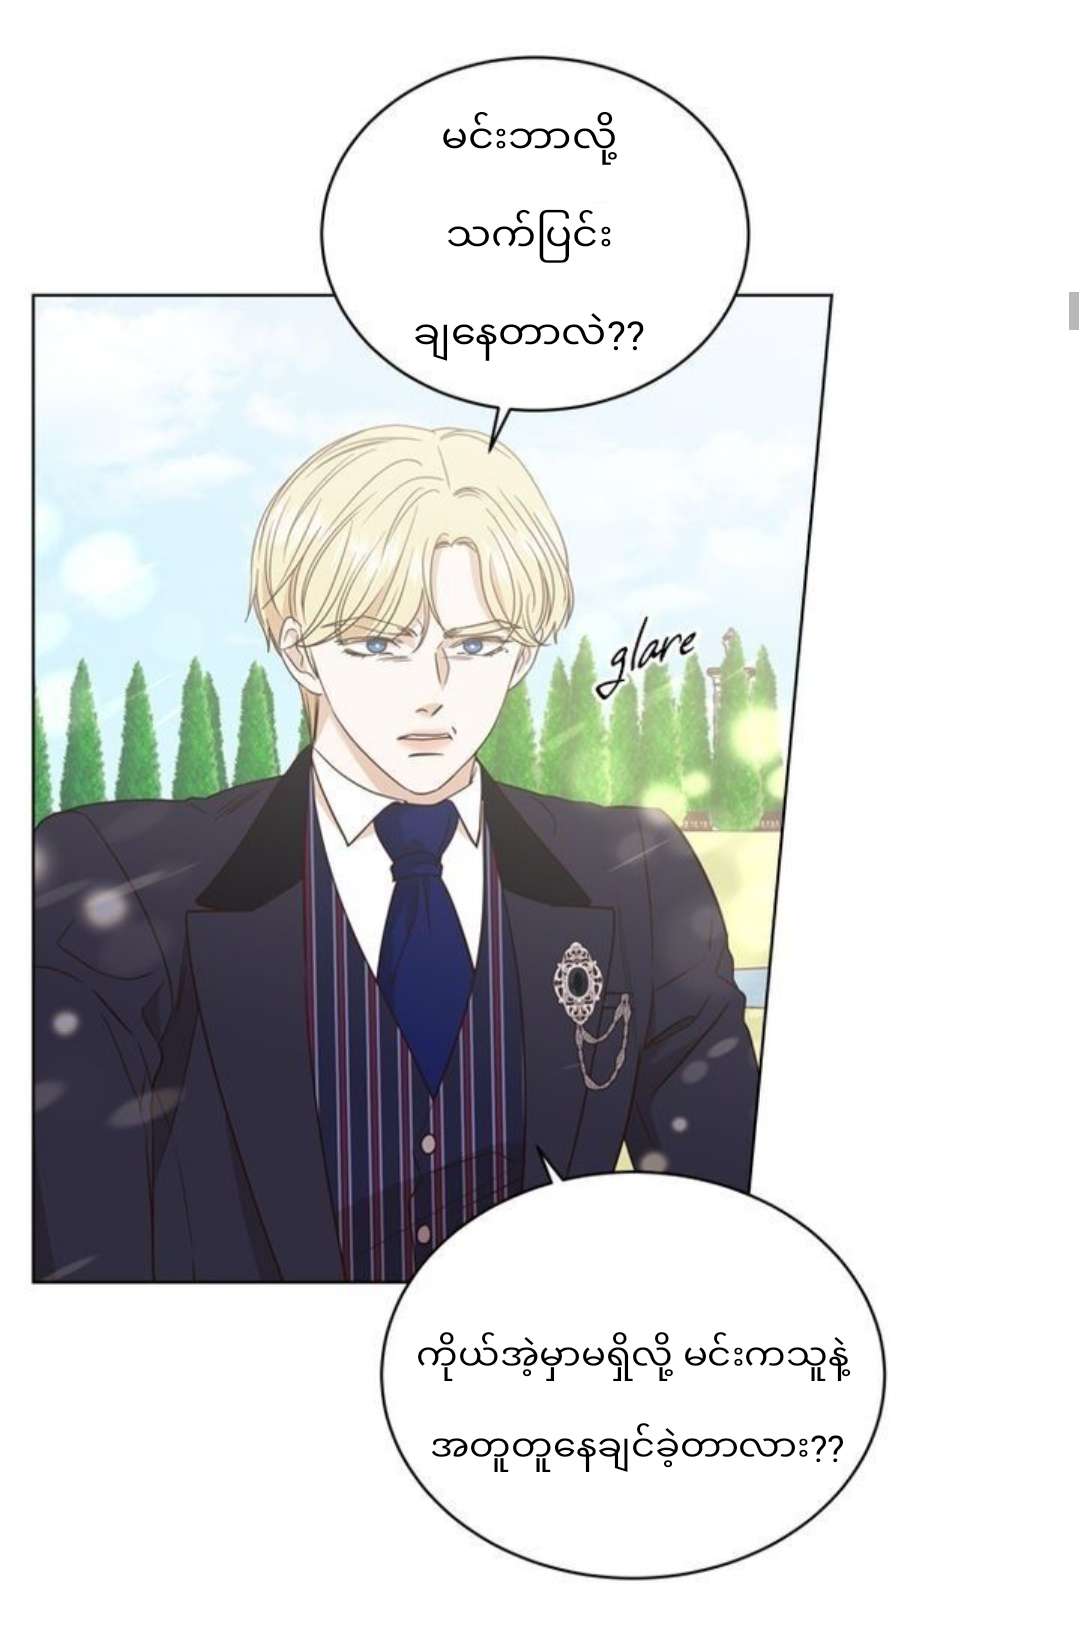 မင်းဘာလို့
သက်ပြင်း
ချနေတာလဲ??
glare
ကိုယ်အဲ့မှာမရှိလို့ မင်းကသူနဲ့
အတူတူနေချင်ခဲ့တာလား??